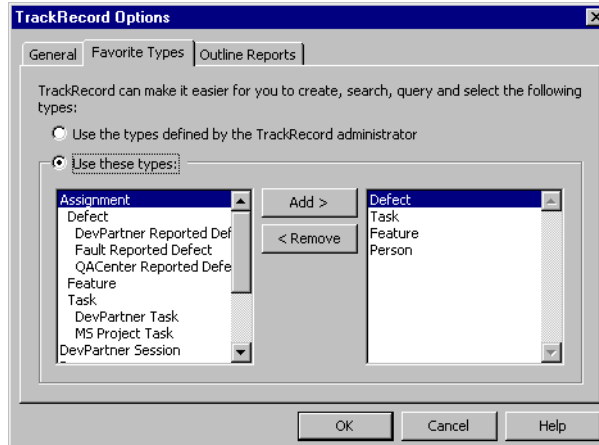 TrackRecord Options
General
Favorite Types
Outline Reports
TrackRecord can make it easier for you to create, search, query and select the following
types:
Use the types defined by the TrackRecord administrator
Use these types:
Assignment
Defect
DevPartner Reported Def
Fault Reported Defect
QACenter Reported Defe
Feature
Task
DevPartner Task
MS Project Task
DevPartner Session
Add >
< Remove
Defect
Task
Feature
Person
OK
Cancel
Help